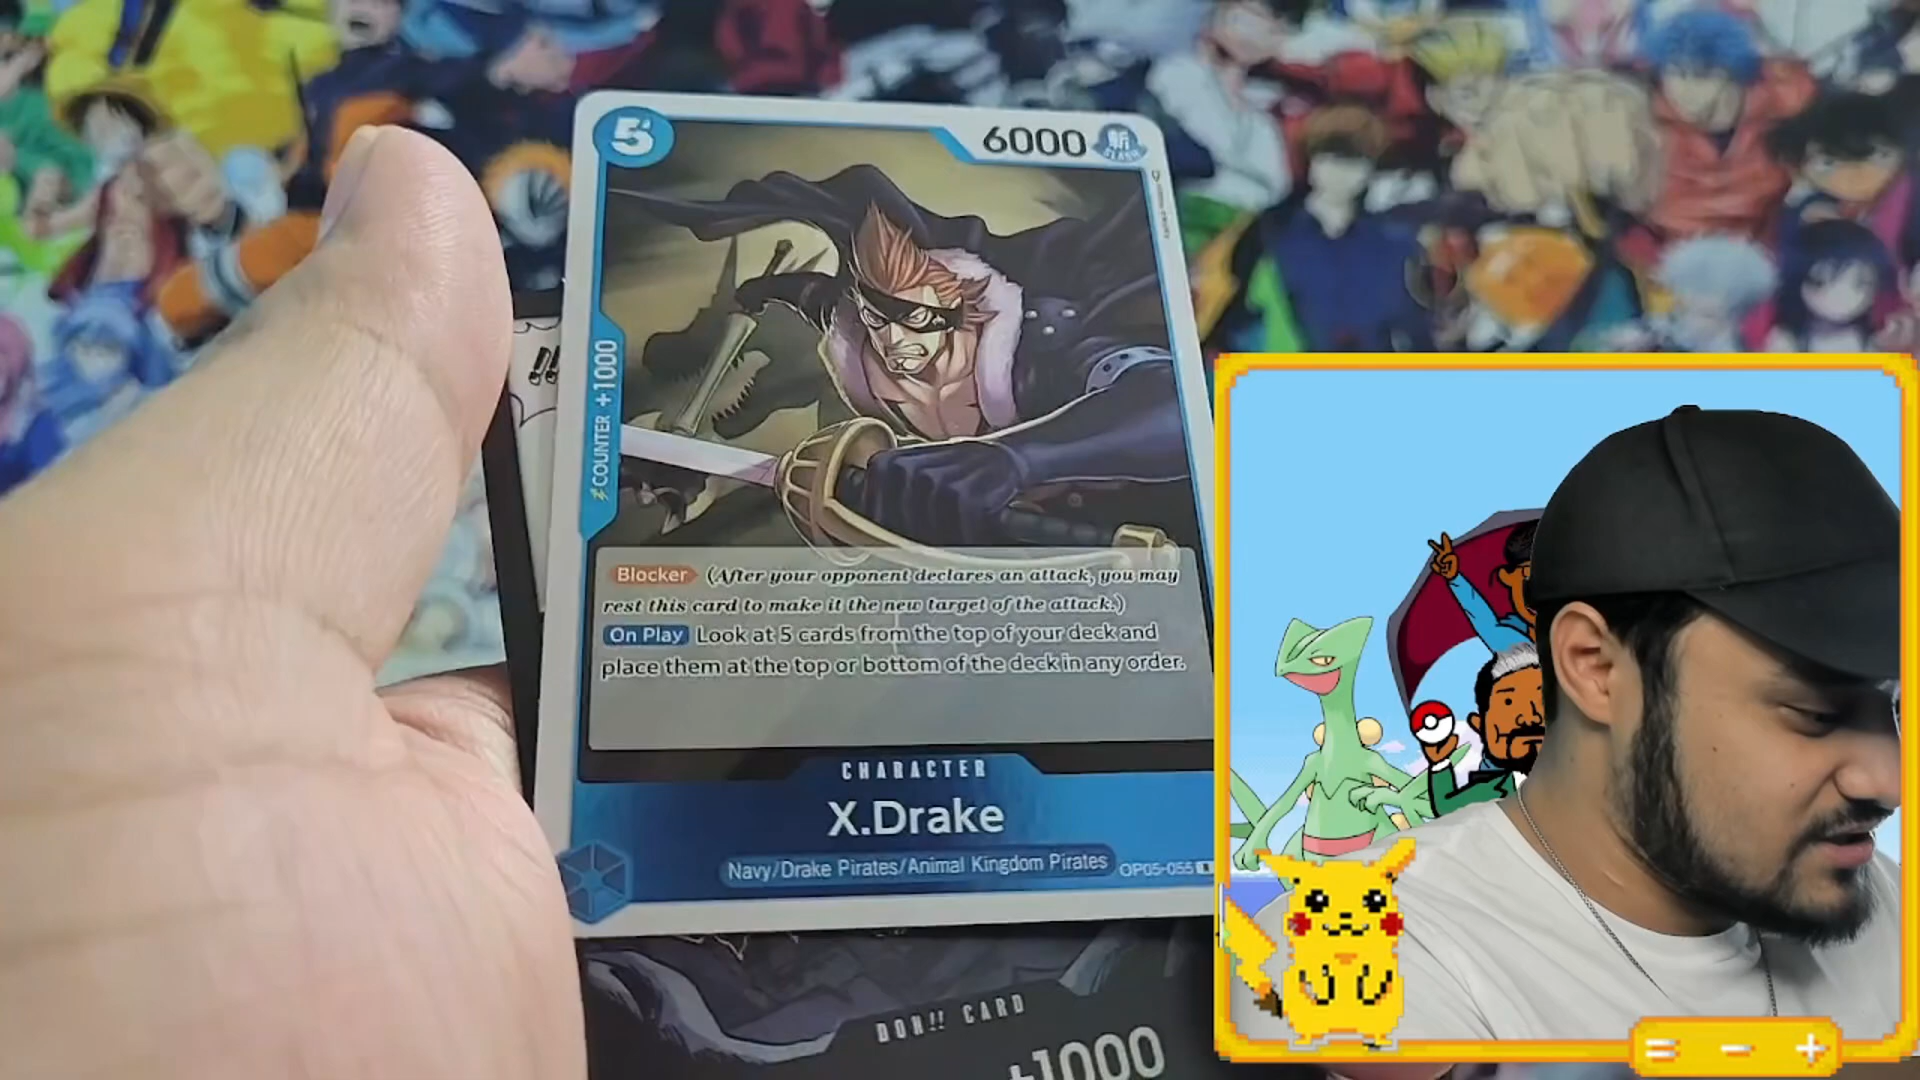 5
6000
斬
SLASH
COUNTER +1000
!!
Blocker (After your opponent declares an attack, you may
rest this card to make it the new target of the attack.)
On Play Look at 5 cards from the top of your deck and
place them at the top or bottom of the deck in any order.
CHARACTER
X.Drake
Navy/Drake Pirates/Animal Kingdom Pirates
OP05-055 R
DON!! CARD
+1000